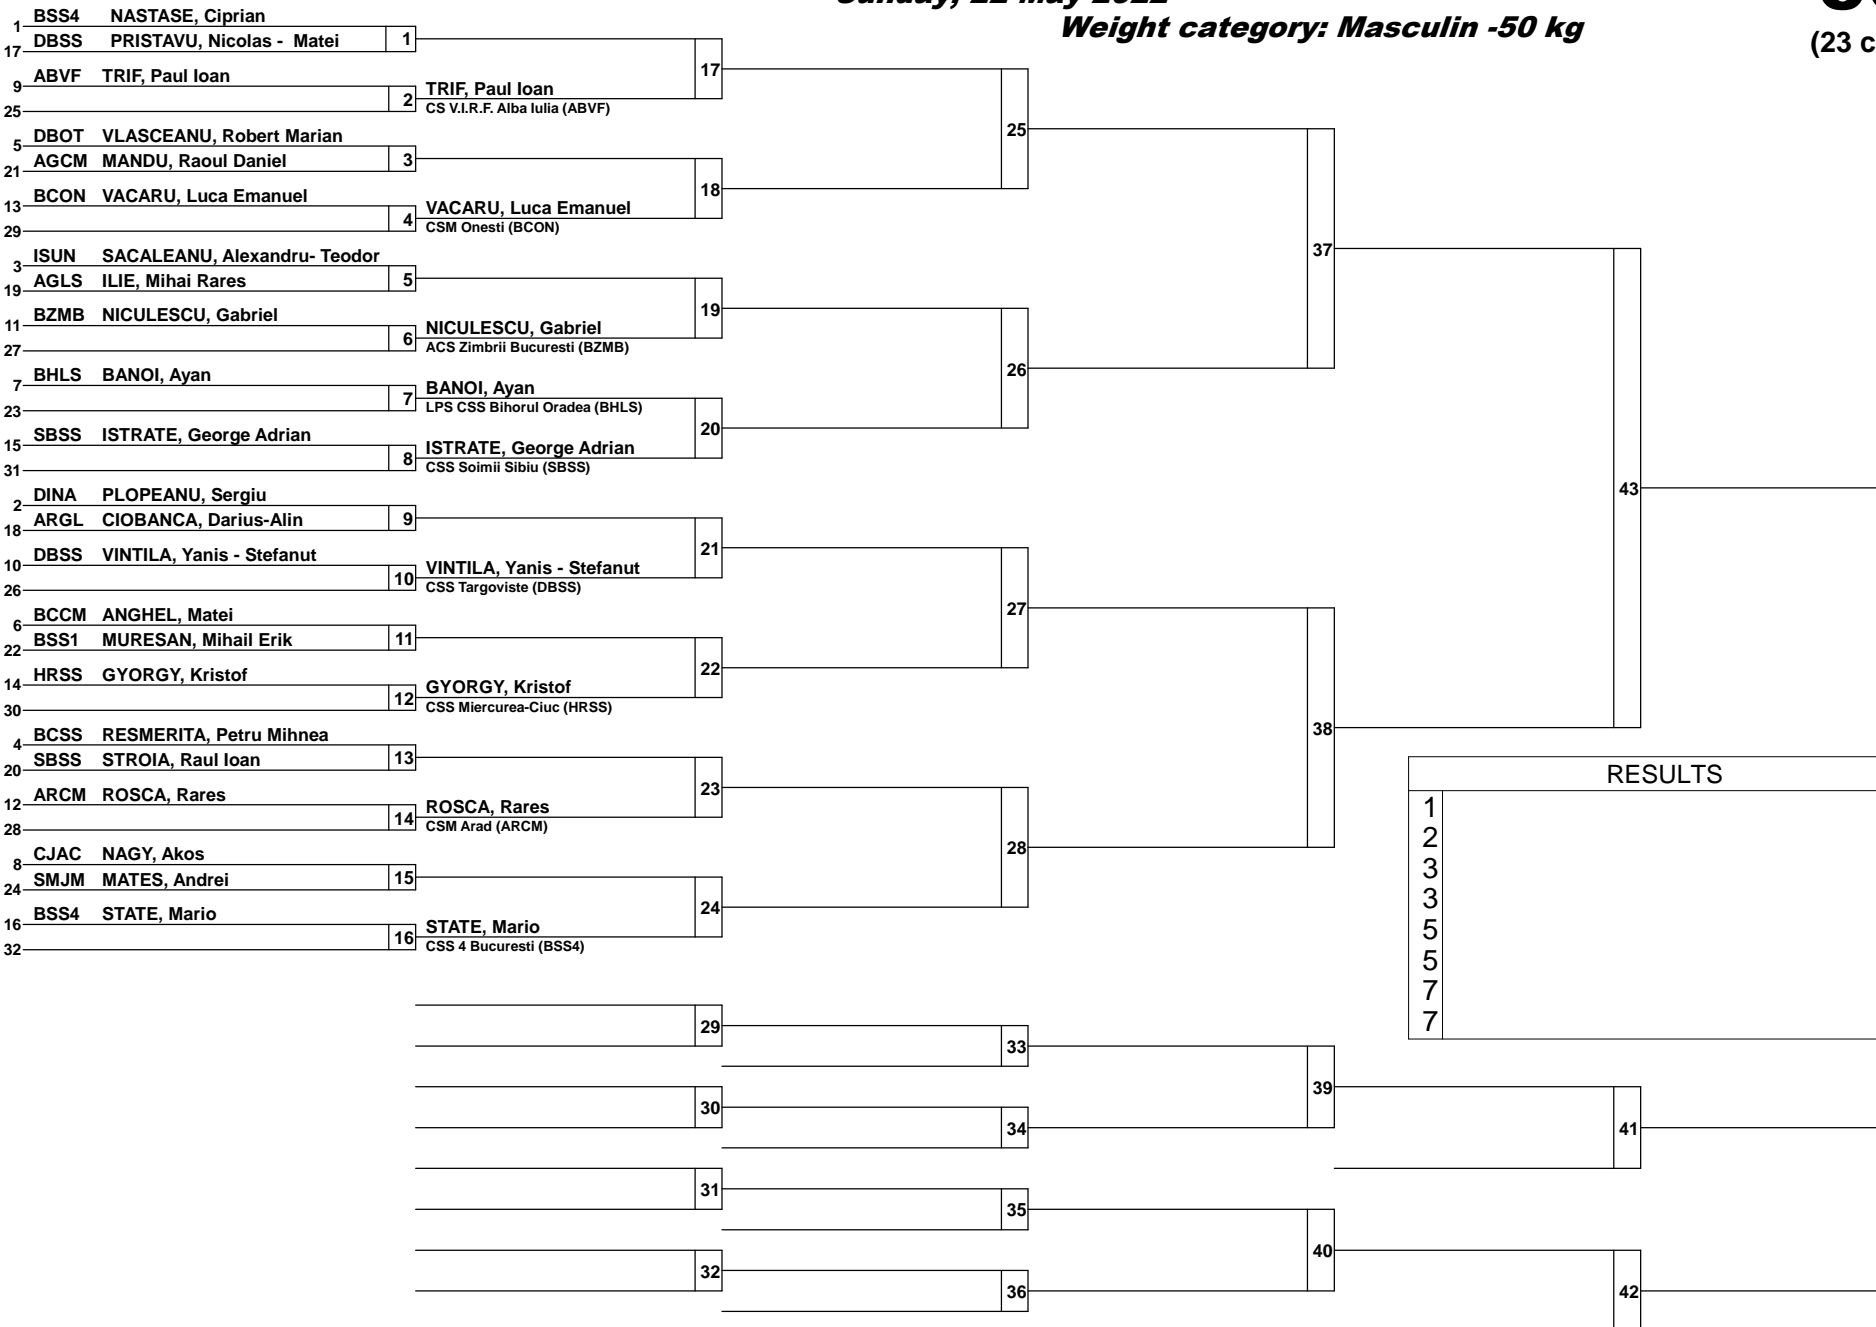 Sunday, 22 May 2022
Weight category: Masculin -50 kg
(23 c
1 BSS4 NASTASE, Ciprian
17 DBSS PRISTAVU, Nicolas - Matei 1
9 ABVF TRIF, Paul Ioan
25 2 TRIF, Paul Ioan
CS V.I.R.F. Alba Iulia (ABVF)
17
5 DBOT VLASCEANU, Robert Marian
21 AGCM MANDU, Raoul Daniel 3
25
13 BCON VACARU, Luca Emanuel
18
29 4 VACARU, Luca Emanuel
CSM Onesti (BCON)
3 ISUN SACALEANU, Alexandru- Teodor
37
19 AGLS ILIE, Mihai Rares 5
11 BZMB NICULESCU, Gabriel
19
27 6 NICULESCU, Gabriel
ACS Zimbrii Bucuresti (BZMB)
7 BHLS BANOI, Ayan
26
23 7 BANOI, Ayan
LPS CSS Bihorul Oradea (BHLS)
20
15 SBSS ISTRATE, George Adrian
31 8 ISTRATE, George Adrian
CSS Soimii Sibiu (SBSS)
2 DINA PLOPEANU, Sergiu
43
18 ARGL CIOBANCA, Darius-Alin 9
10 DBSS VINTILA, Yanis - Stefanut
21
26 10 VINTILA, Yanis - Stefanut
CSS Targoviste (DBSS)
6 BCCM ANGHEL, Matei
27
22 BSS1 MURESAN, Mihail Erik 11
14 HRSS GYORGY, Kristof
22
30 12 GYORGY, Kristof
CSS Miercurea-Ciuc (HRSS)
4 BCSS RESMERITA, Petru Mihnea
38
20 SBSS STROIA, Raul Ioan 13
12 ARCM ROSCA, Rares
23
28 14 ROSCA, Rares
CSM Arad (ARCM)
8 CJAC NAGY, Akos
28
24 SMJM MATES, Andrei 15
16 BSS4 STATE, Mario
24
32 16 STATE, Mario
CSS 4 Bucuresti (BSS4)
RESULTS
1
2
3
3
5
5
7
7
29
33
39
30
34
41
31
35
40
32
36
42